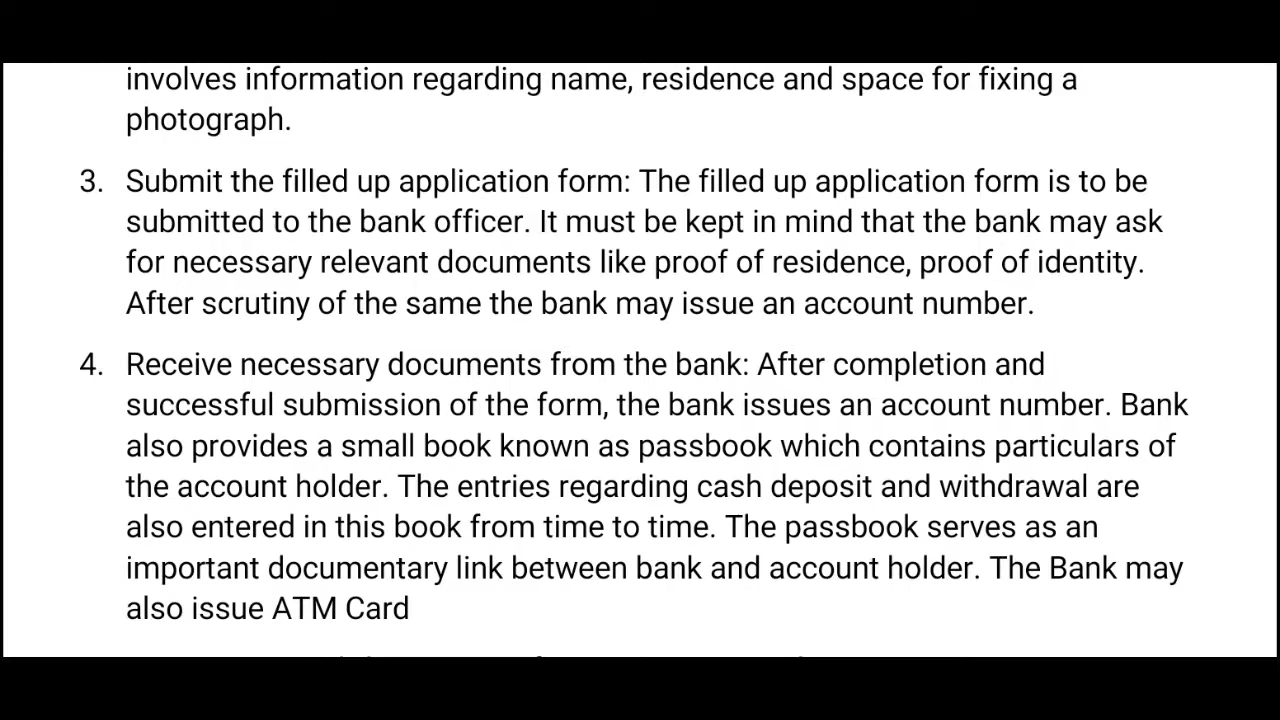 involves information regarding name, residence and space for fixing a
photograph.
3. Submit the filled up application form: The filled up application form is to be
submitted to the bank officer. It must be kept in mind that the bank may ask
for necessary relevant documents like proof of residence, proof of identity.
After scrutiny of the same the bank may issue an account number.
4. Receive necessary documents from the bank: After completion and
successful submission of the form, the bank issues an account number. Bank
also provides a small book known as passbook which contains particulars of
the account holder. The entries regarding cash deposit and withdrawal are
also entered in this book from time to time. The passbook serves as an
important documentary link between bank and account holder. The Bank may
also issue ATM Card